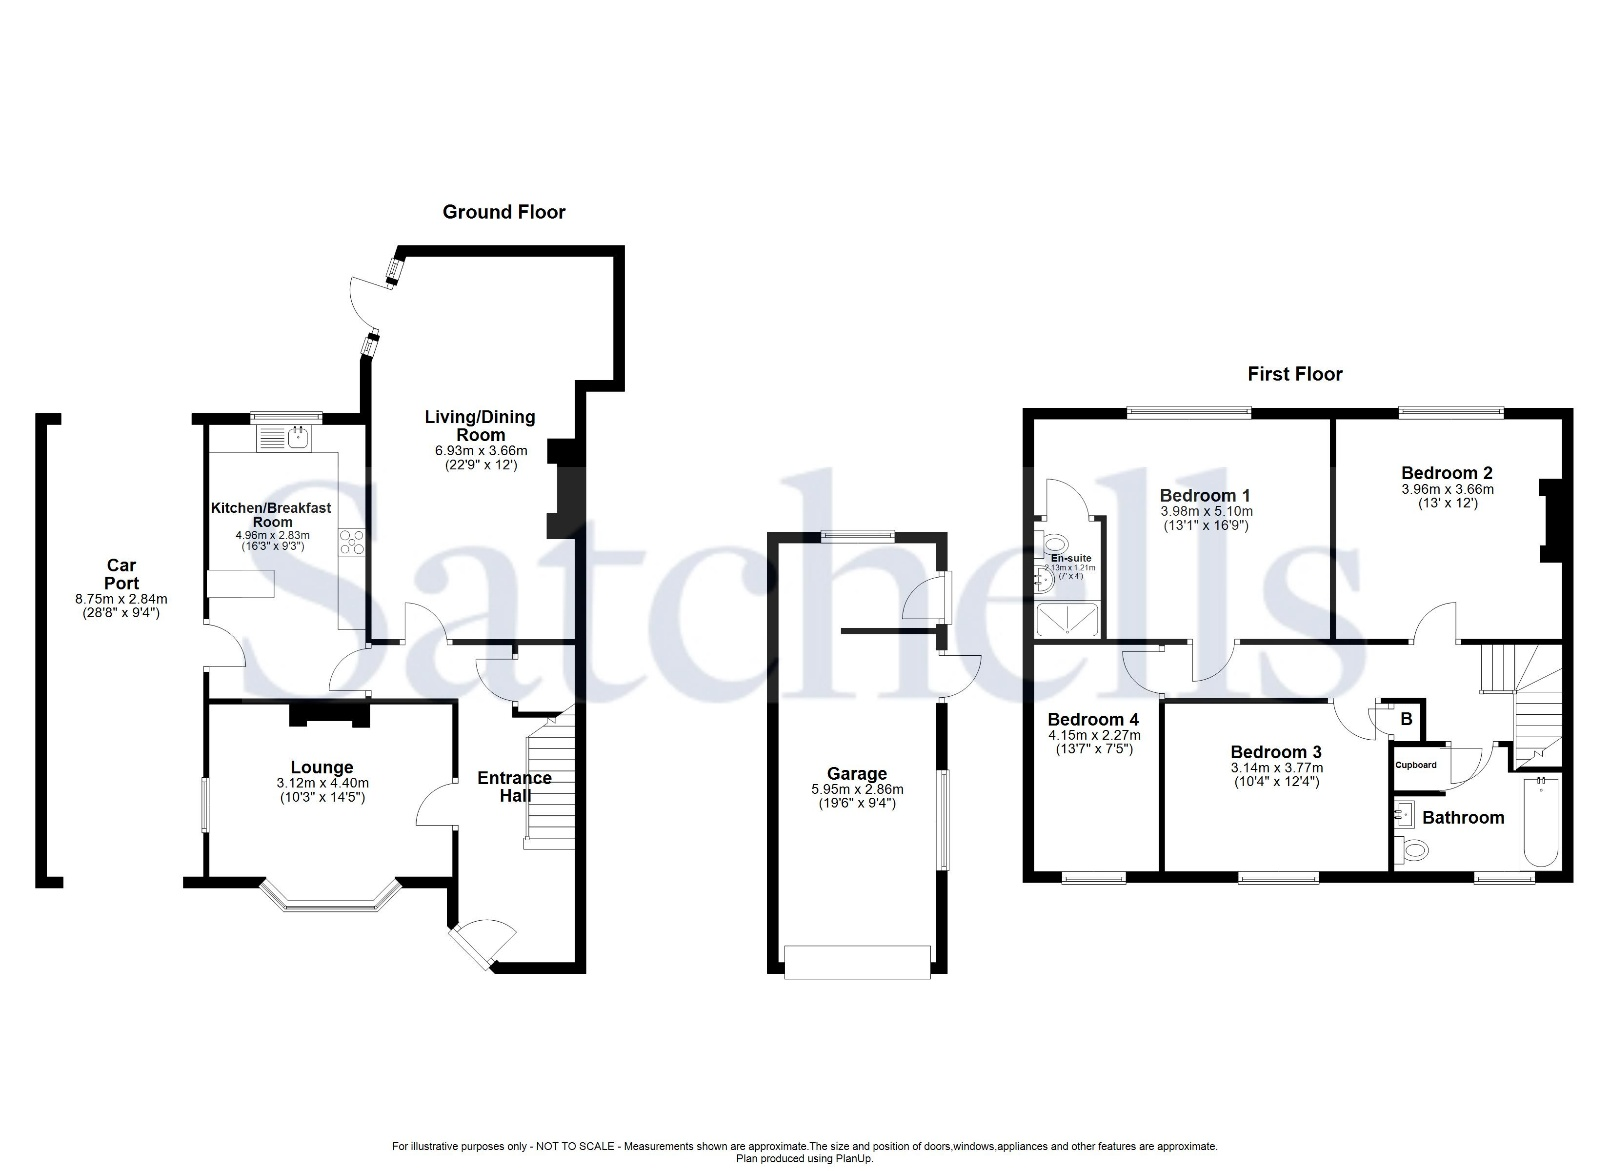 Ground Floor
Living/Dining
Room
6.93m x 3.66m
(22'9" x 12')
Kitchen/Breakfast
Room
4.96m x 2.83m
(16'3" x 9'3")
Car
Port
8.75m x 2.84m
(28'8" x 9'4")
Lounge
3.12m x 4.40m
(10'3" x 14'5")
Entrance
Hall
Garage
5.95m x 2.86m
(19'6" x 9'4")
First Floor
Bedroom 1
3.98m x 5.10m
(13'1" x 16'9")
Bedroom 2
3.96m x 3.66m
(13' x 12')
En-suite
2.13m x 1.21m
(7' x 4')
Bedroom 4
4.15m x 2.27m
(13'7" x 7'5")
Bedroom 3
3.14m x 3.77m
(10'4" x 12'4")
B
Cupboard
Bathroom
Satchells
For illustrative purposes only - NOT TO SCALE - Measurements shown are approximate.The size and position of doors,windows,appliances and other features are approximate.
Plan produced using PlanUp.